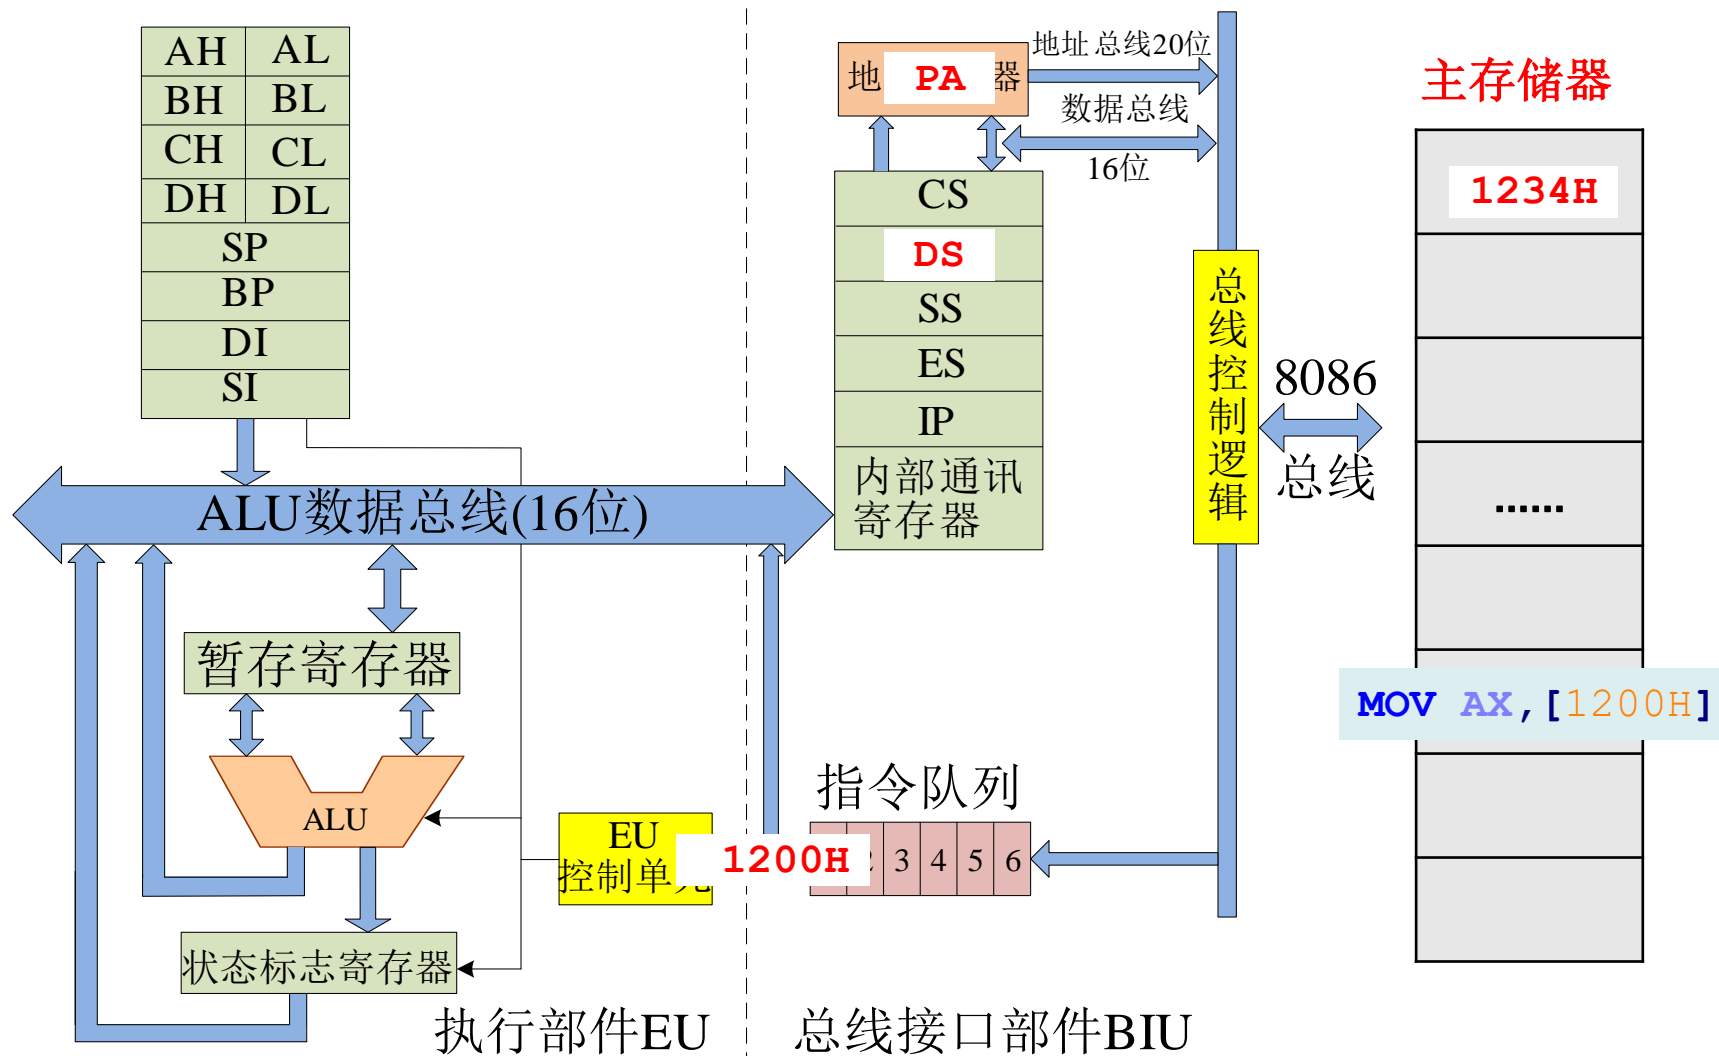 AH AL
BH BL
CH CL
DH DL
SP
BP
DI
SI
ALU数据总线(16位)
暂存寄存器
ALU
状态标志寄存器
EU
控制单元
执行部件EU
地 PA 器
地址总线20位
数据总线
16位
CS
DS
SS
ES
IP
内部通讯
寄存器
总线控制逻辑
8086
总线
指令队列
1200H
3 4 5 6
总线接口部件BIU
主存储器
1234H
......
MOV AX,[1200H]